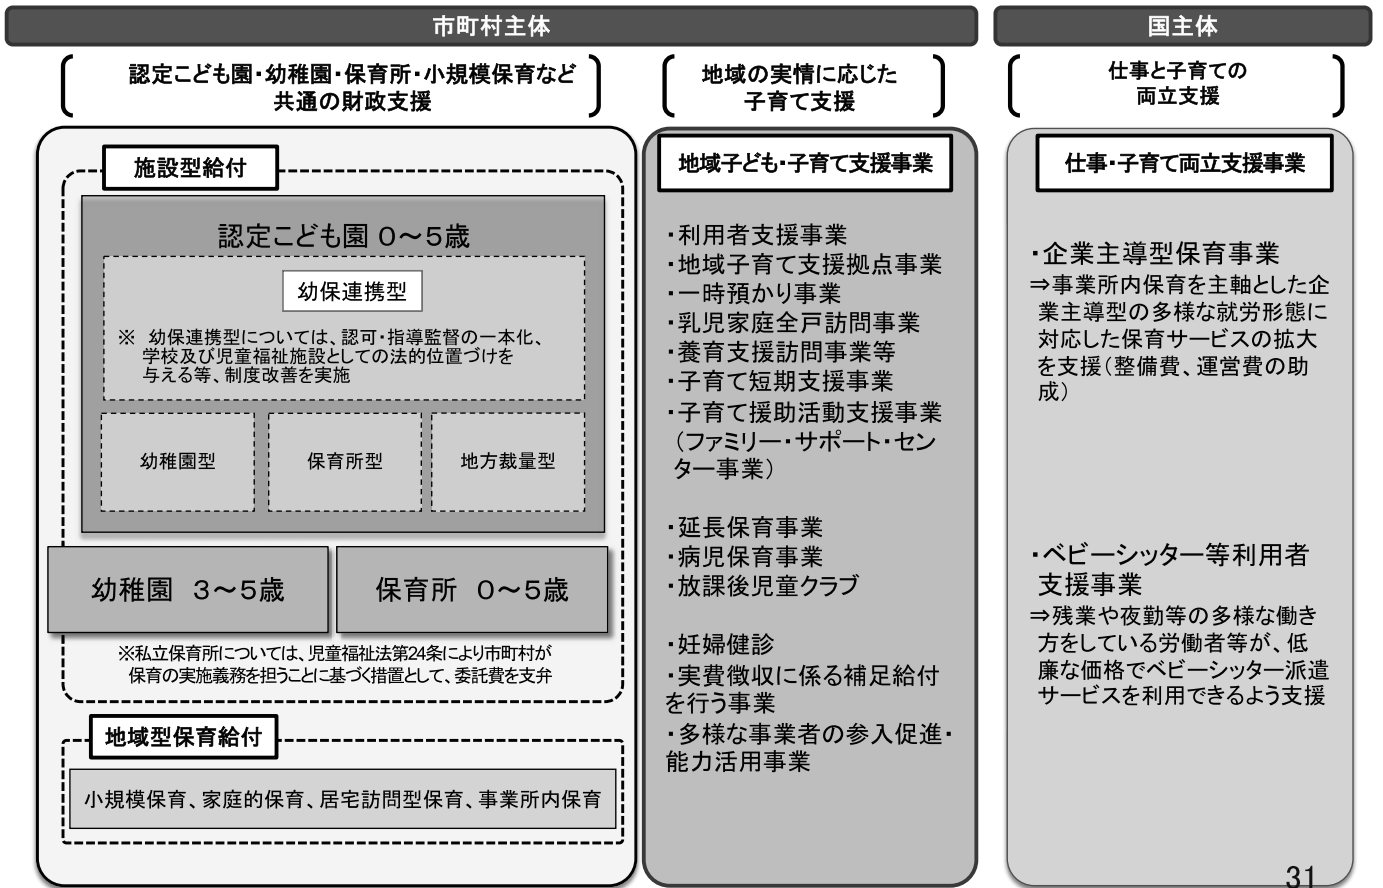 市町村主体
国主体
認定こども園・幼稚園・保育所・小規模保育など
共通の財政支援
地域の実情に応じた
子育て支援
仕事と子育ての
両立支援
施設型給付
認定こども園 ０～５歳
幼保連携型
※ 幼保連携型については、認可・指導監督の一本化、
学校及び児童福祉施設としての法的位置づけを
与える等、制度改善を実施
幼稚園型
保育所型
地方裁量型
幼稚園 ３～５歳
保育所 ０～５歳
※私立保育所については、児童福祉法第24条により市町村が
保育の実施義務を担うことに基づく措置として、委託費を支弁
地域型保育給付
小規模保育、家庭的保育、居宅訪問型保育、事業所内保育
地域子ども・子育て支援事業
・利用者支援事業
・地域子育て支援拠点事業
・一時預かり事業
・乳児家庭全戸訪問事業
・養育支援訪問事業等
・子育て短期支援事業
・子育て援助活動支援事業
（ファミリー・サポート・セン
ター事業）
・延長保育事業
・病児保育事業
・放課後児童クラブ
・妊婦健診
・実費徴収に係る補足給付
を行う事業
・多様な事業者の参入促進・
能力活用事業
仕事・子育て両立支援事業
・企業主導型保育事業
⇒事業所内保育を主軸とした企
業主導型の多様な就労形態に
対応した保育サービスの拡大
を支援（整備費、運営費の助
成）
・ベビーシッター等利用者
支援事業
⇒残業や夜勤等の多様な働き
方をしている労働者等が、低
廉な価格でベビーシッター派遣
サービスを利用できるよう支援
31